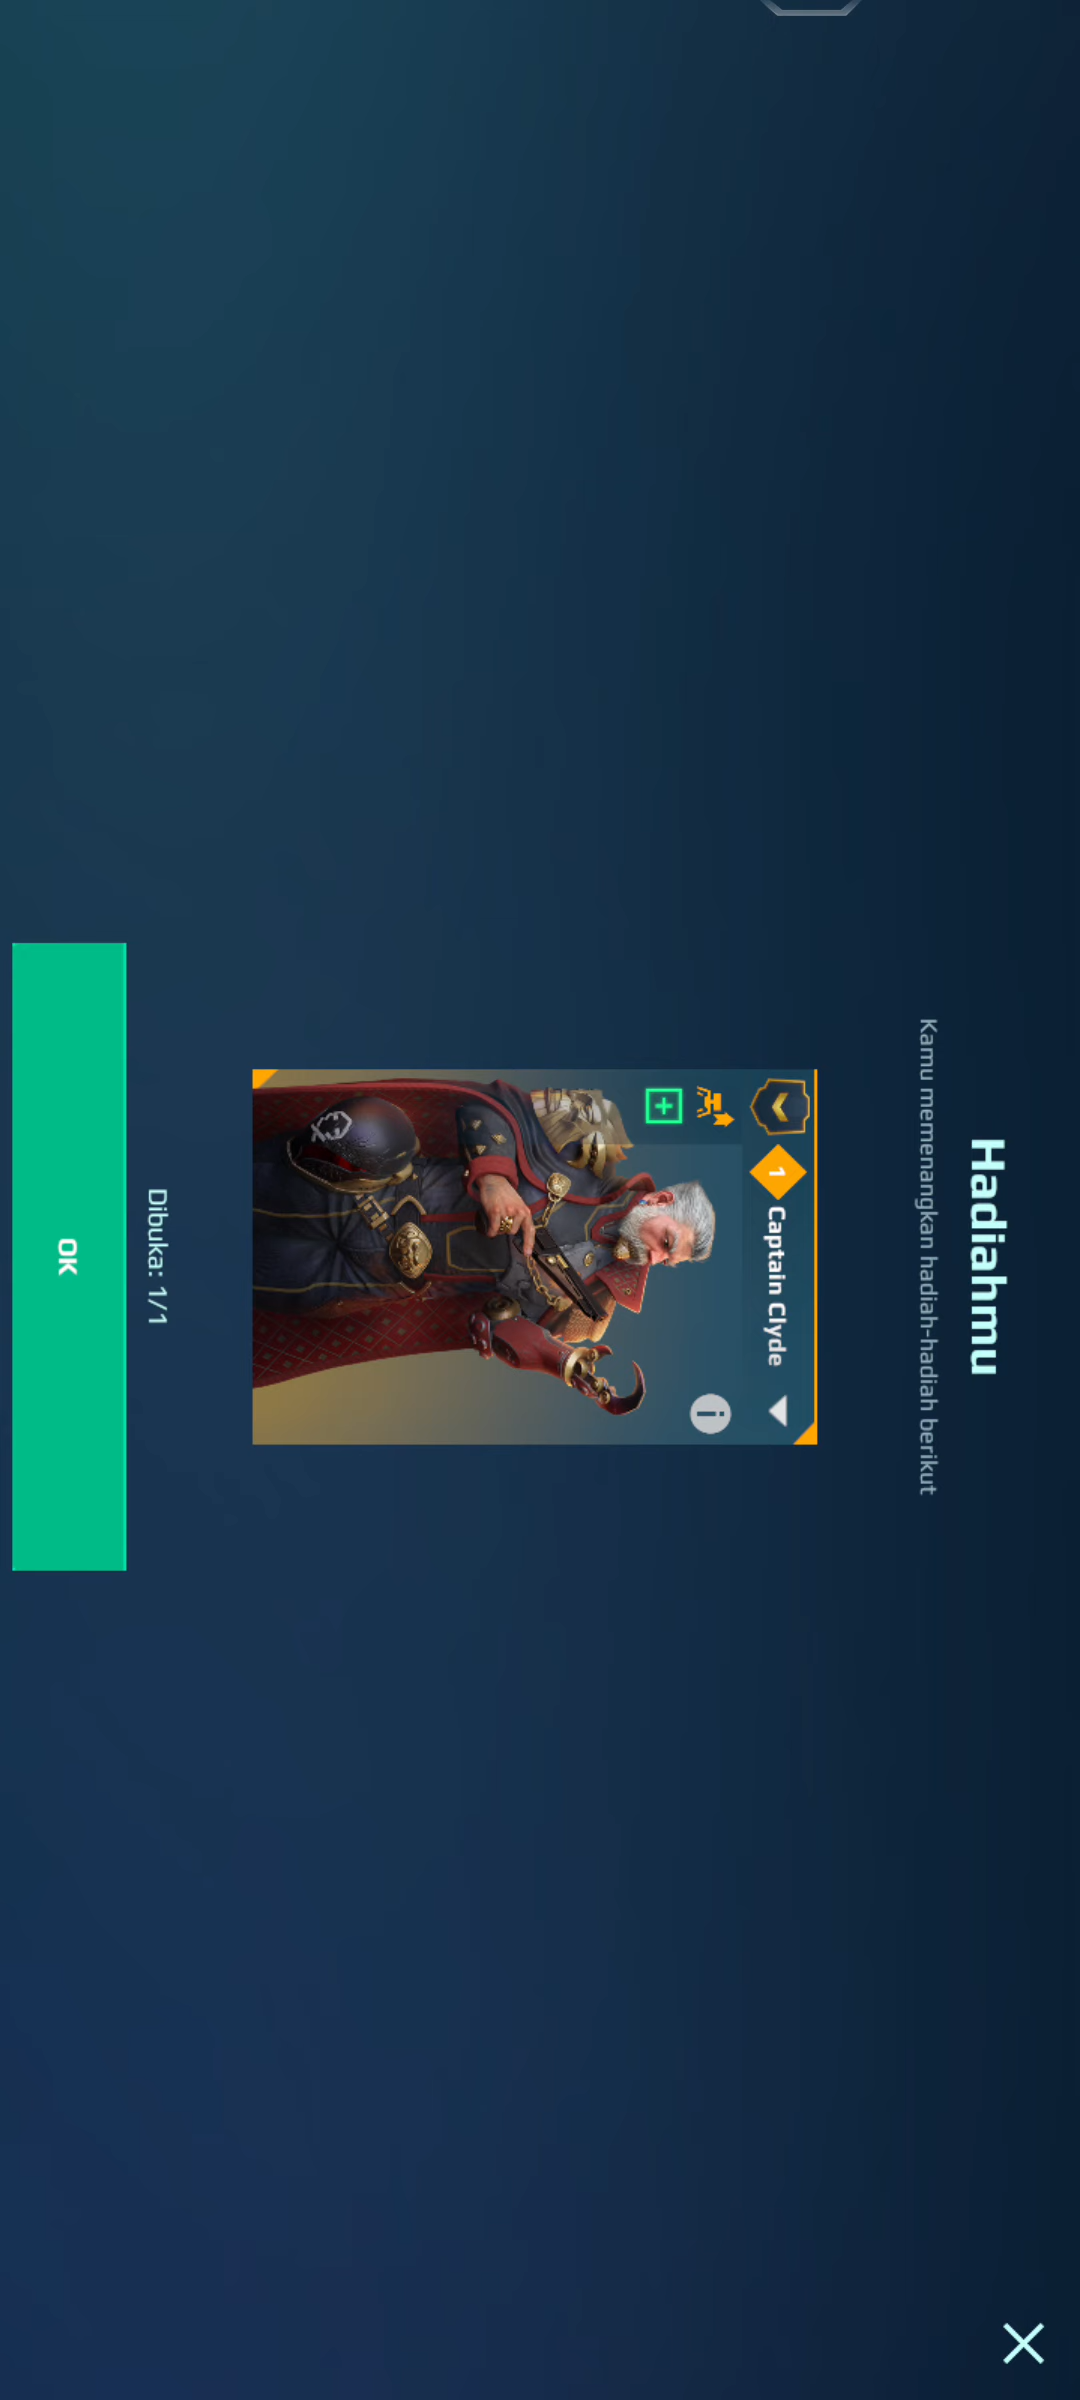 Hadiahmu
Kamu memenangkan hadiah-hadiah berikut
1 Captain Clyde
i
Dibuka: 1/1
OK